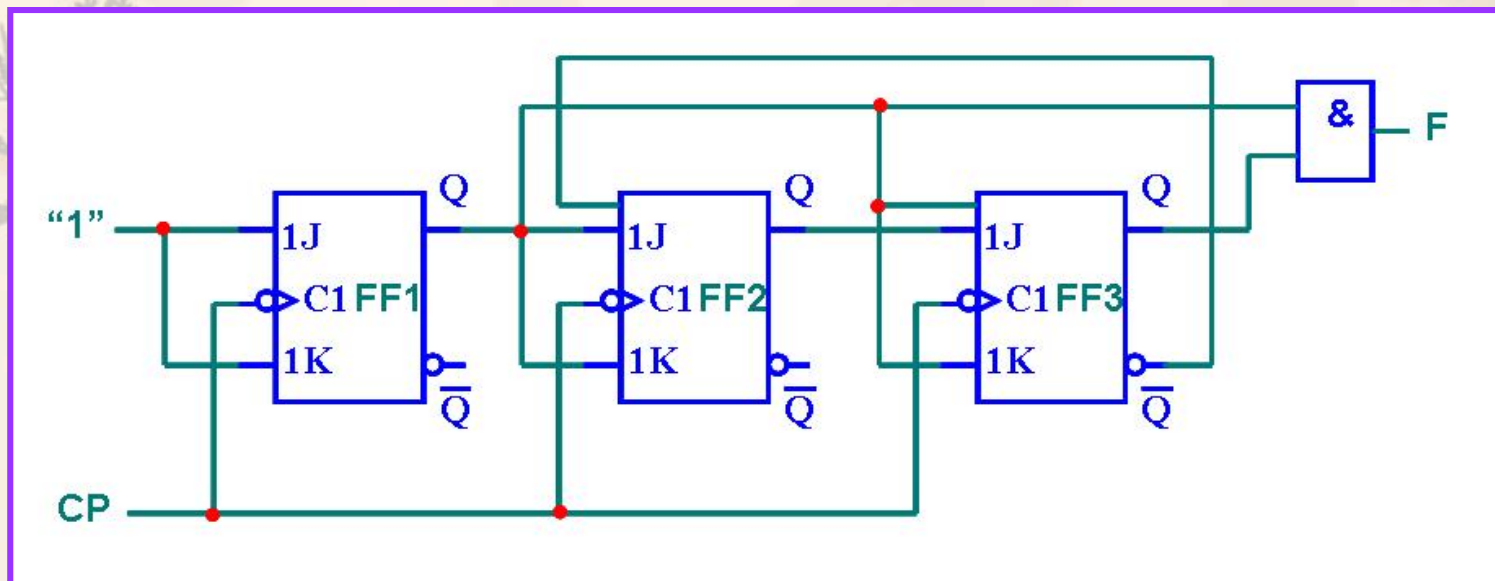 &
F
Q Q Q
“1”
1J 1J 1J
C1 FF1 C1 FF2 C1 FF3
1K 1K 1K
Q̅ Q̅ Q̅
CP